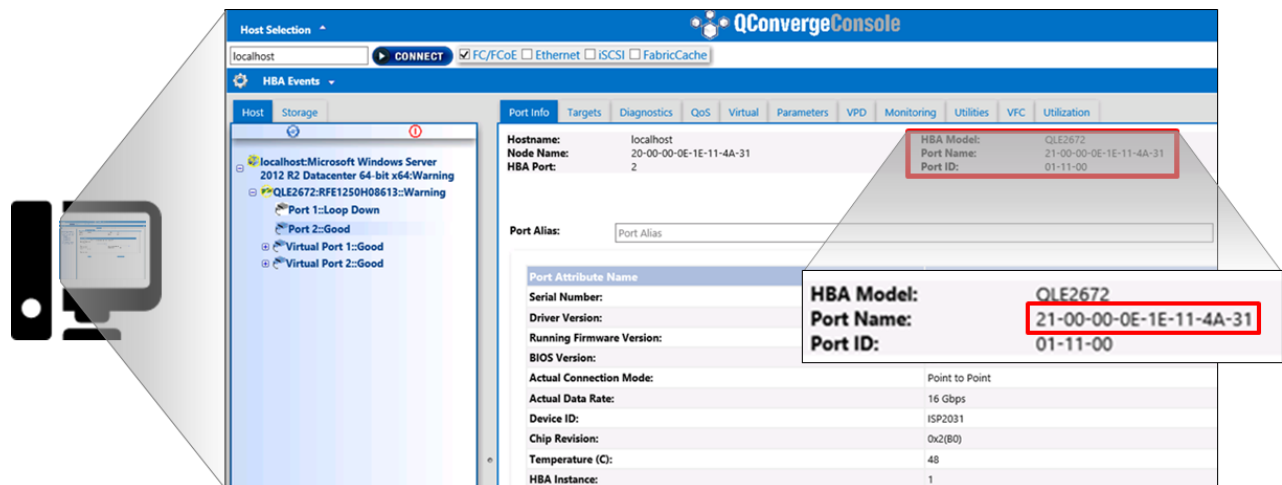 Host Selection
QConvergeConsole
localhost
CONNECT
FC/FCoE Ethernet iSCSI FabricCache
HBA Events
Host Storage
Port Info Targets Diagnostics QoS Virtual Parameters VPD Monitoring Utilities VFC Utilization
localhost:Microsoft Windows Server
2012 R2 Datacenter 64-bit x64:Warning
QLE2672:RFE1250H08613::Warning
Port 1::Loop Down
Port 2::Good
Virtual Port 1::Good
Virtual Port 2::Good
Hostname: localhost
Node Name: 20-00-00-0E-1E-11-4A-31
HBA Port: 2
HBA Model: QLE2672
Port Name: 21-00-00-0E-1E-11-4A-31
Port ID: 01-11-00
Port Alias: Port Alias
Port Attribute Name
Serial Number:
Driver Version:
Running Firmware Version:
BIOS Version:
Actual Connection Mode: Point to Point
Actual Data Rate: 16 Gbps
Device ID: ISP2031
Chip Revision: 0x2(B0)
Temperature (C): 48
HBA Instance: 1
HBA Model: QLE2672
Port Name: 21-00-00-0E-1E-11-4A-31
Port ID: 01-11-00